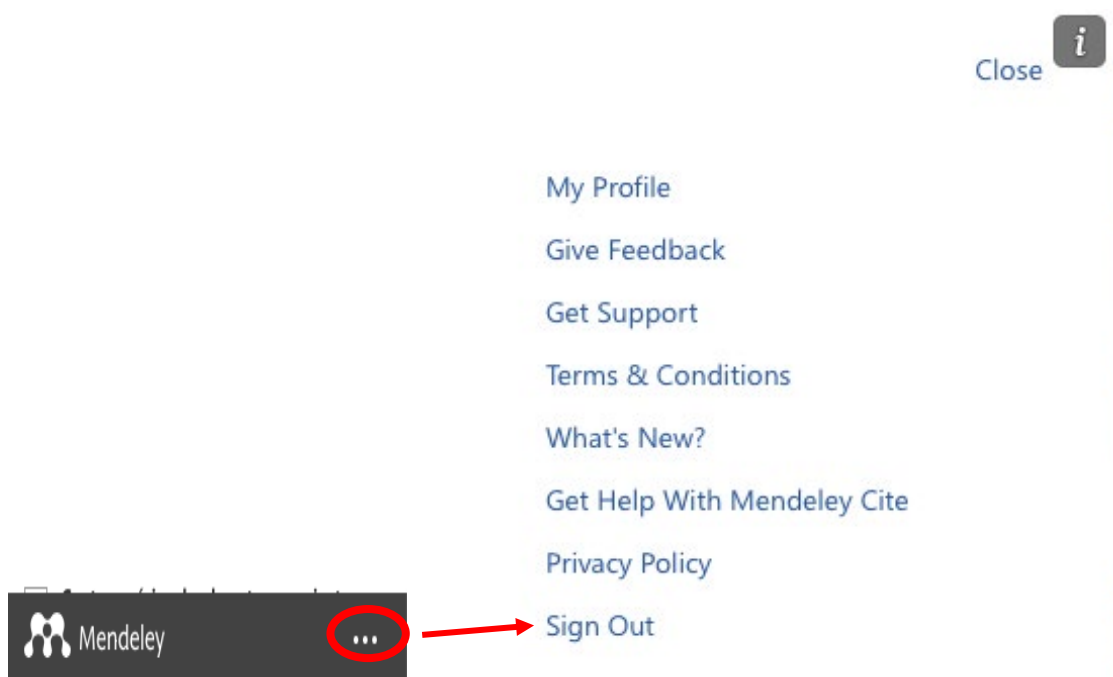 i
Close
My Profile
Give Feedback
Get Support
Terms & Conditions
What's New?
Get Help With Mendeley Cite
Privacy Policy
Sign Out
Mendeley
...